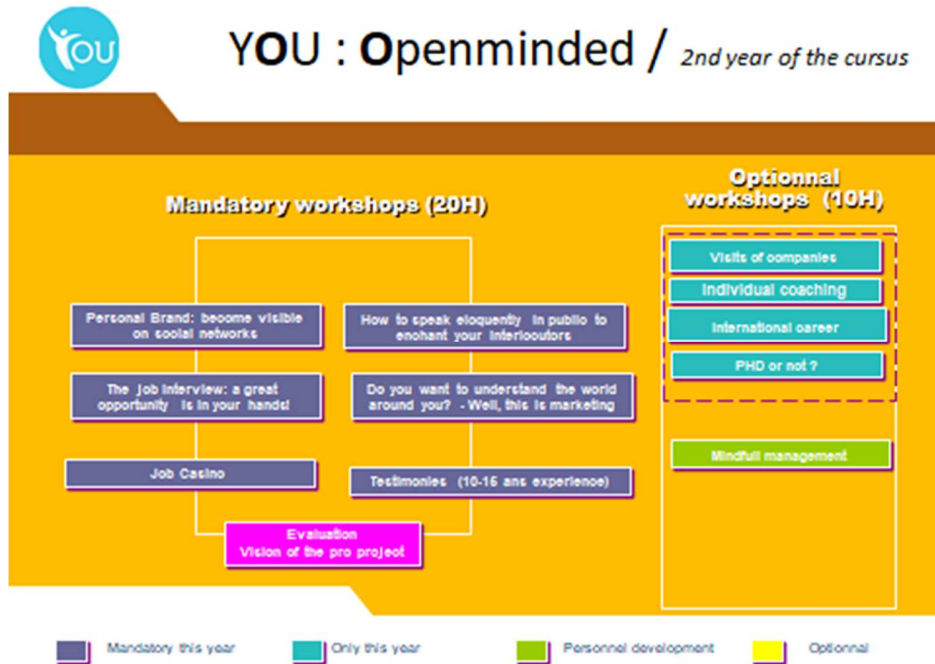 YOU
YOU : Openminded / 2nd year of the cursus
Mandatory workshops (20H)
Optionnal
workshops (10H)
Personal Brand: become visible
on social networks
How to speak eloquently in public to
enchant your interlocutors
The job interview: a great
opportunity is in your hands!
Do you want to understand the world
around you? - Well, this is marketing
Job Casino
Testimonies (10-15 ans experience)
Evaluation
Vision of the pro project
Visits of companies
Individual coaching
International career
PHD or not ?
Mindfull management
Mandatory this year
Only this year
Personnel development
Optionnal